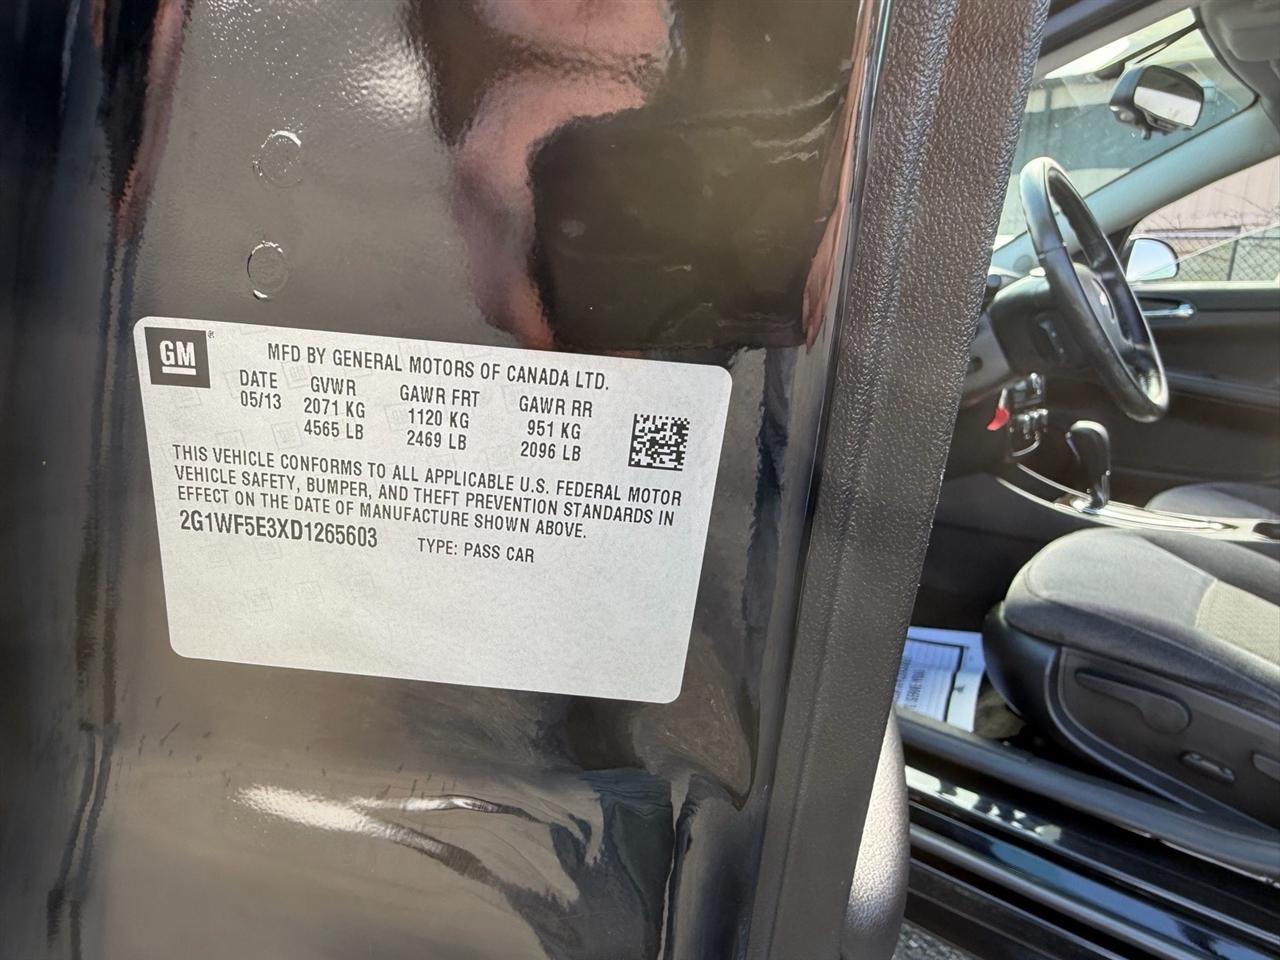 GM ®
MFD BY GENERAL MOTORS OF CANADA LTD.
DATE GVWR GAWR FRT GAWR RR
05/13 2071 KG 1120 KG 951 KG
4565 LB 2469 LB 2096 LB
THIS VEHICLE CONFORMS TO ALL APPLICABLE U.S. FEDERAL MOTOR
VEHICLE SAFETY, BUMPER, AND THEFT PREVENTION STANDARDS IN
EFFECT ON THE DATE OF MANUFACTURE SHOWN ABOVE.
2G1WF5E3XD1265603 TYPE: PASS CAR